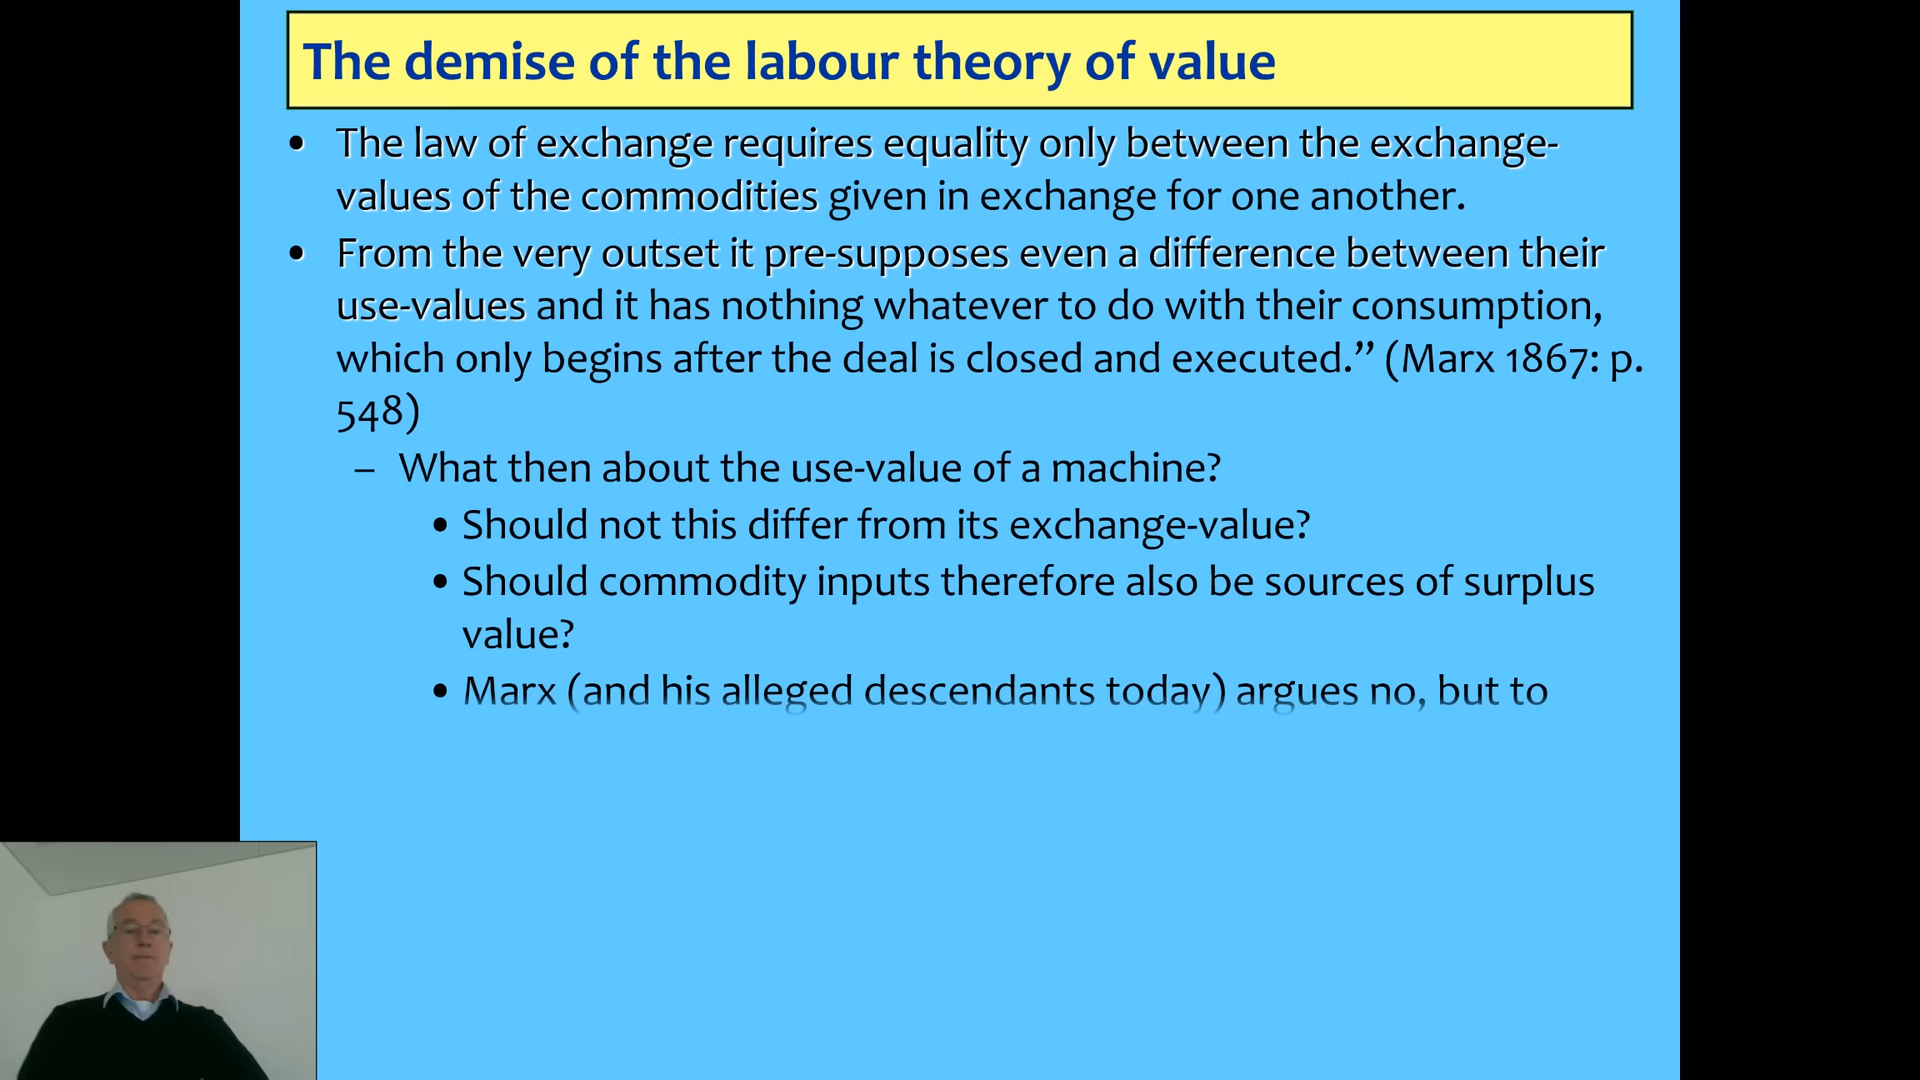 The demise of the labour theory of value
• The law of exchange requires equality only between the exchange-
values of the commodities given in exchange for one another.
• From the very outset it pre-supposes even a difference between their
use-values and it has nothing whatever to do with their consumption,
which only begins after the deal is closed and executed.” (Marx 1867: p.
548)
– What then about the use-value of a machine?
• Should not this differ from its exchange-value?
• Should commodity inputs therefore also be sources of surplus
value?
• Marx (and his alleged descendants today) argues no, but to